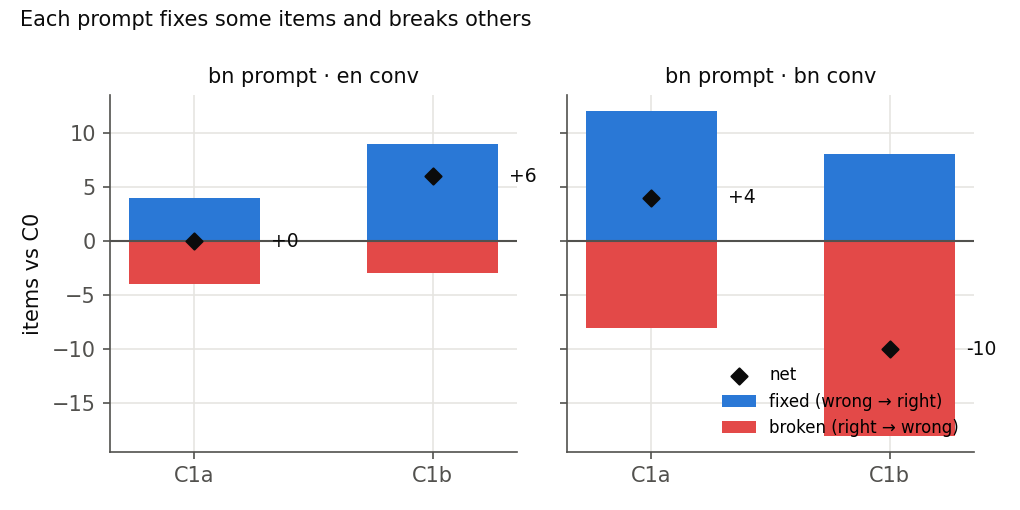 Each prompt fixes some items and breaks others
bn prompt · en conv
bn prompt · bn conv
items vs C0
10
5
0
−5
−10
−15
+0
+6
+4
-10
net
fixed (wrong → right)
broken (right → wrong)
C1a
C1b
C1a
C1b